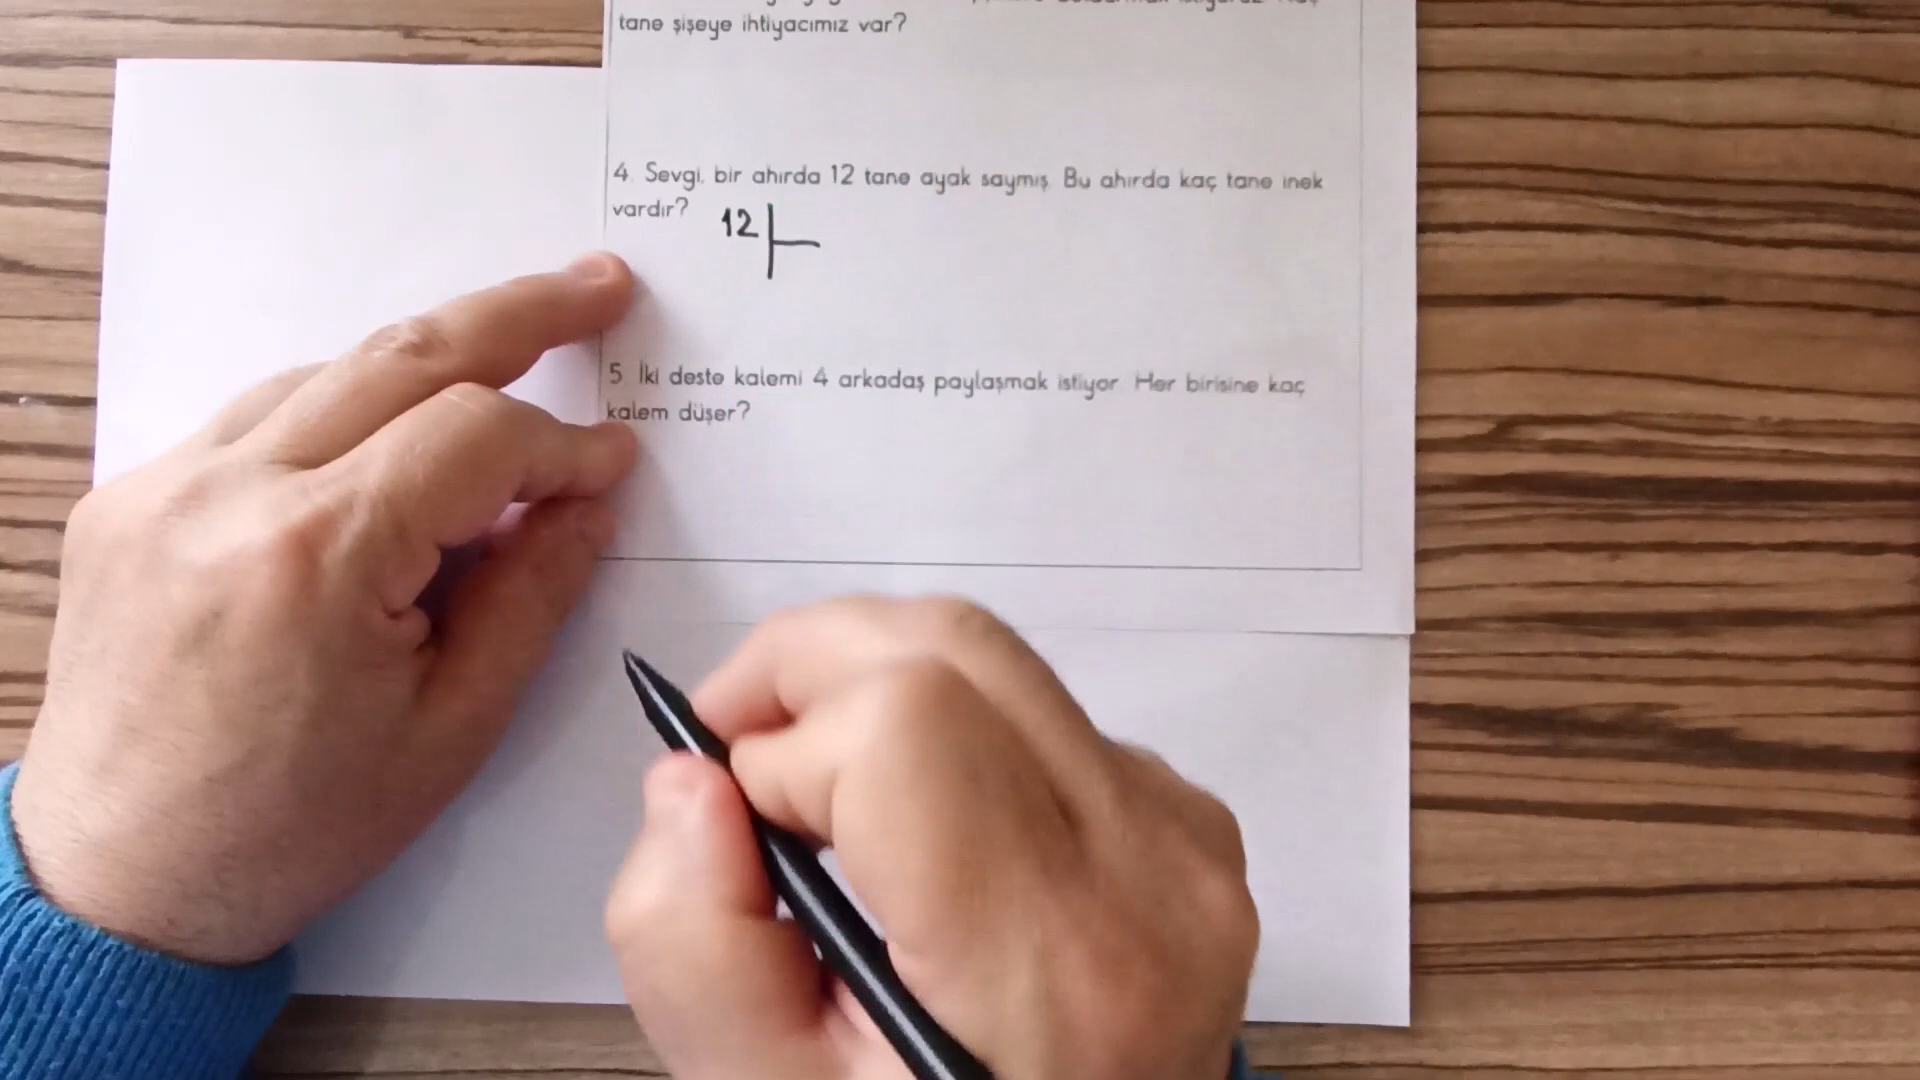 tane şişeye ihtiyacımız var?
4. Sevgi, bir ahırda 12 tane ayak saymış. Bu ahırda kaç tane inek
vardır?
12
5. İki deste kalemi 4 arkadaş paylaşmak istiyor. Her birisine kaç
kalem düşer?